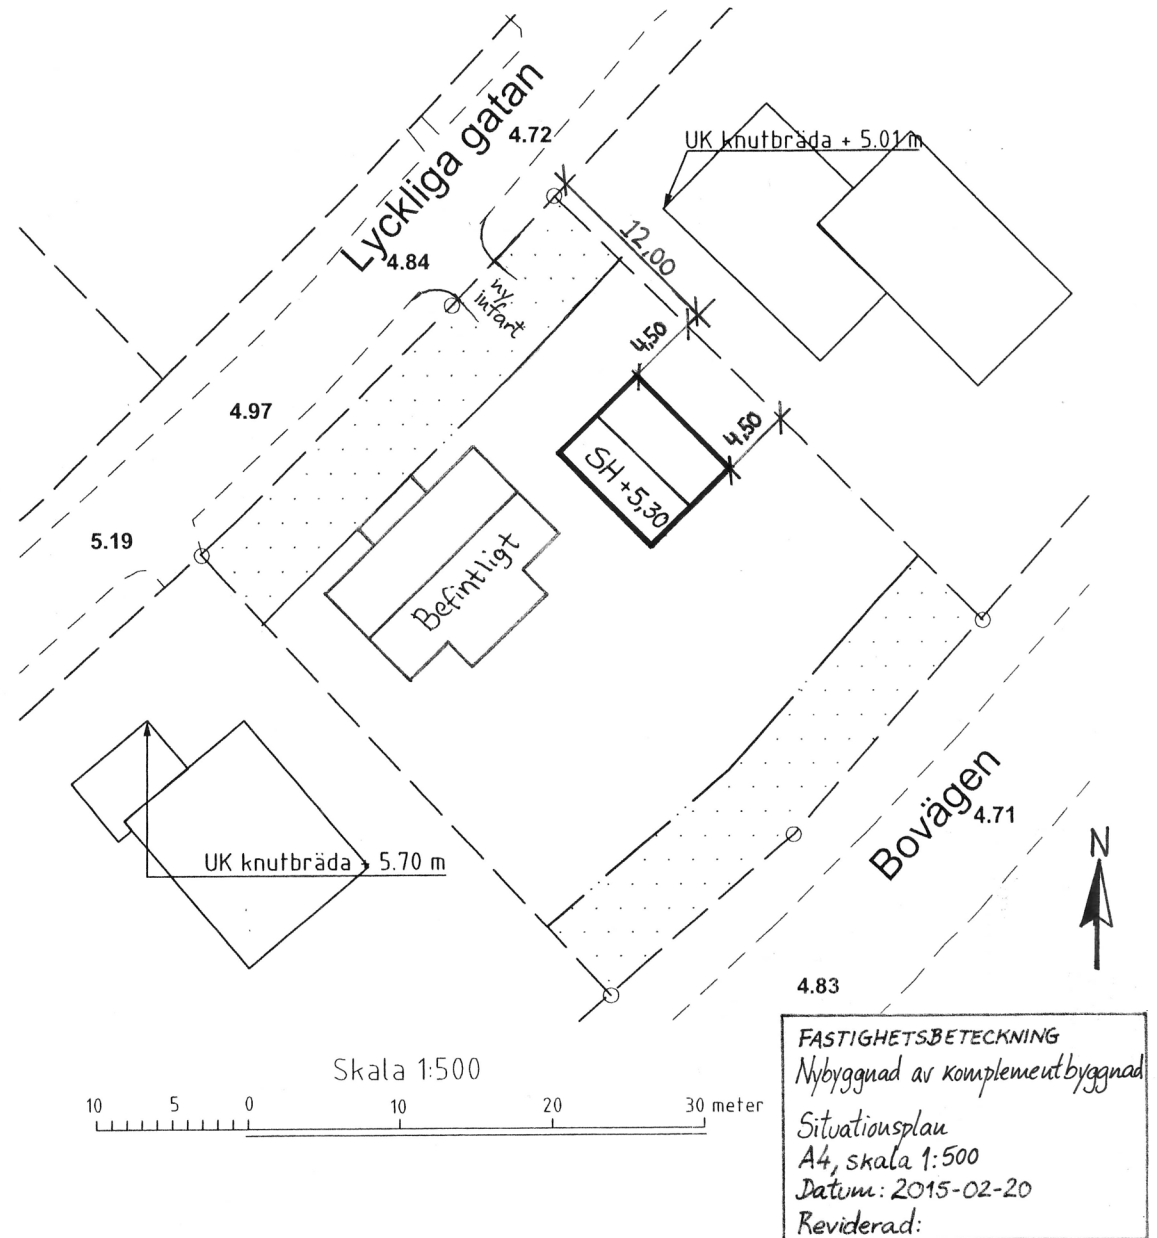 Lyckliga gatan
4.72
UK knutbräda + 5.01 m
12,00
4.84
ny.
infart
4,50
4.97
4,50
SH +5,30
5.19
Befintligt
Bovägen
4.71
N
UK knutbräda + 5.70 m
4.83
Skala 1:500
10 5 0 10 20 30 meter
FASTIGHETSBETECKNING
Nybyggnad av komplementbyggnad
Situationsplan
A4, skala 1:500
Datum: 2015-02-20
Reviderad: